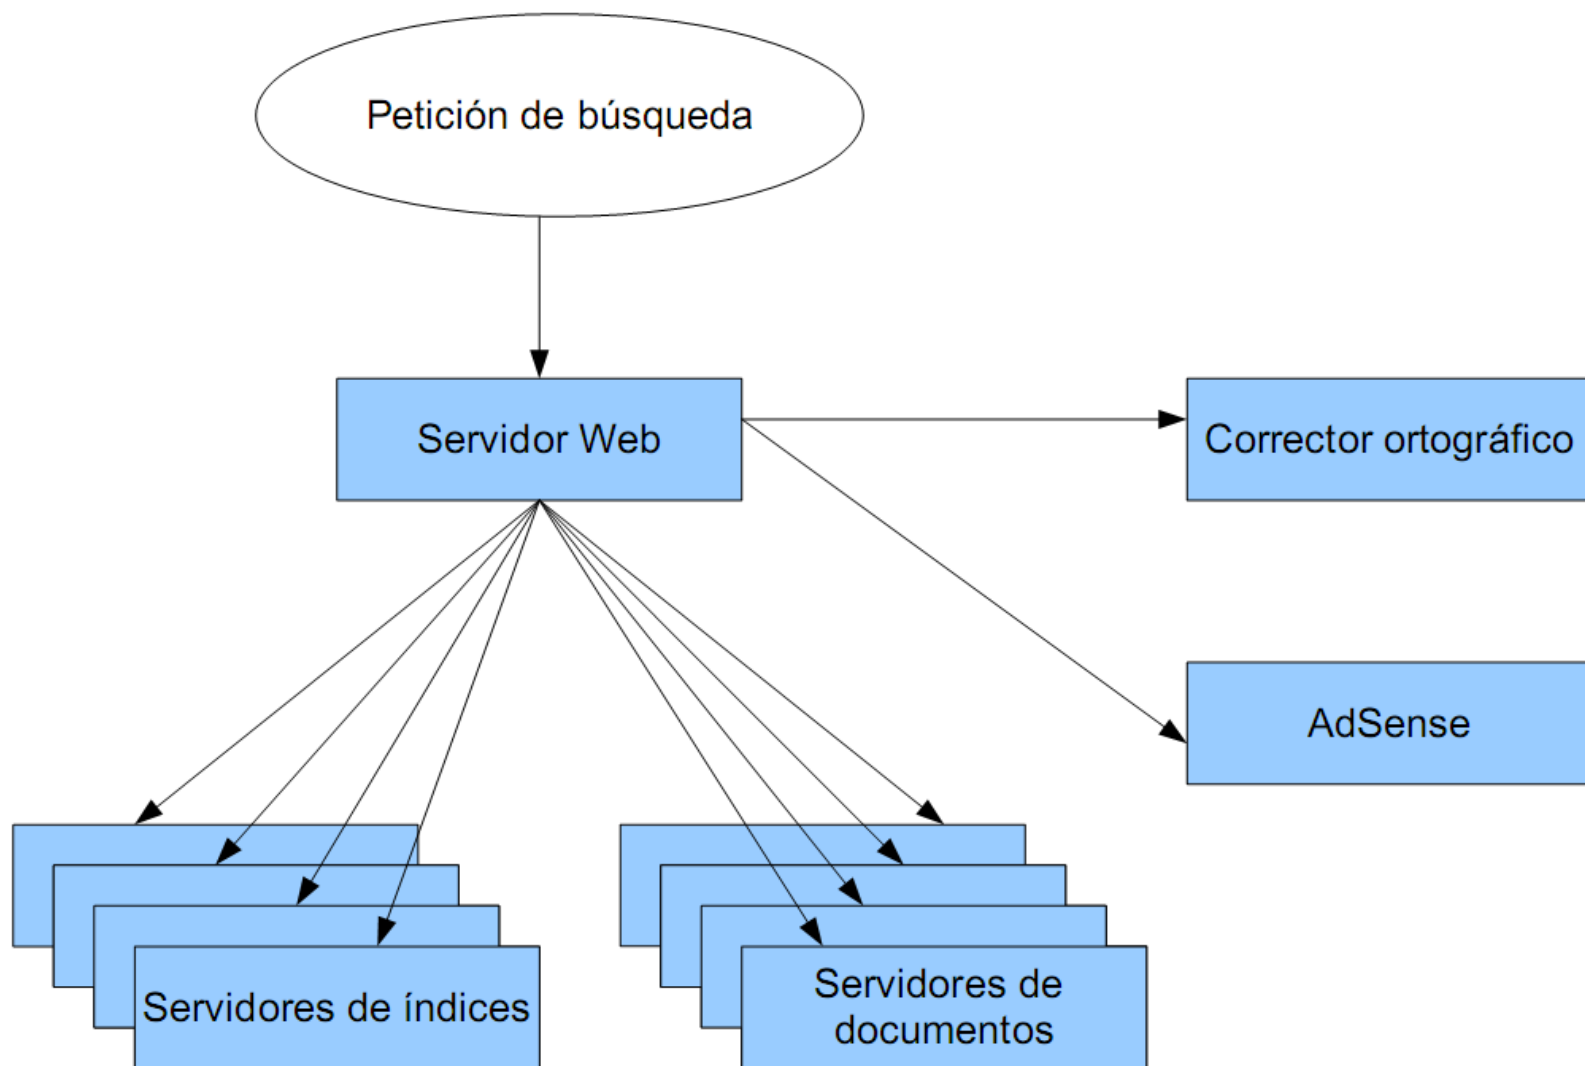 Petición de búsqueda
Servidor Web
Corrector ortográfico
AdSense
Servidores de índices
Servidores de
documentos